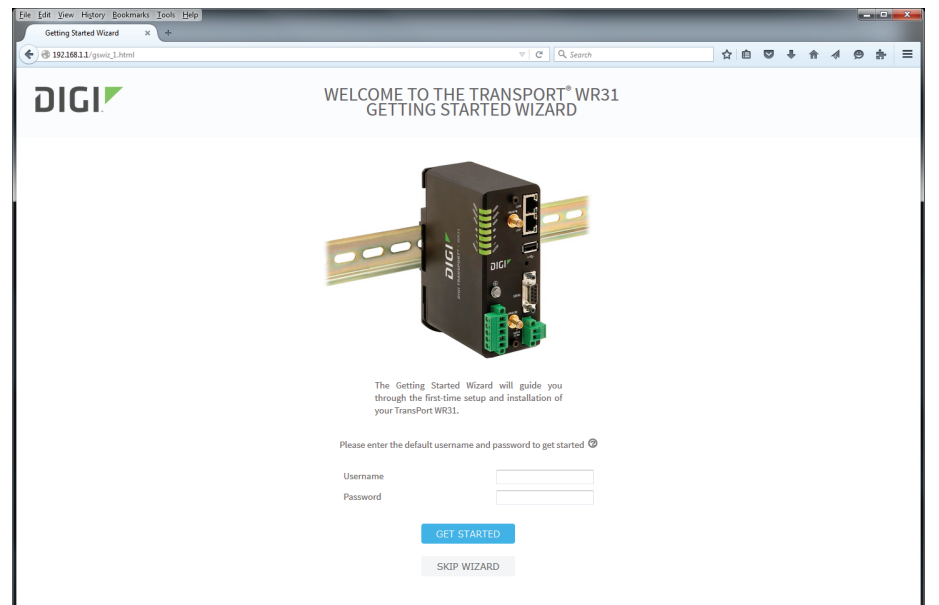 File Edit View History Bookmarks Tools Help
Getting Started Wizard × +
192.168.1.1/gswiz_1.html
Search
DIGI
WELCOME TO THE TRANSPORT® WR31
GETTING STARTED WIZARD
DIGI
DIGI
The Getting Started Wizard will guide you
through the first-time setup and installation of
your TransPort WR31.
Please enter the default username and password to get started ?
Username
Password
GET STARTED
SKIP WIZARD